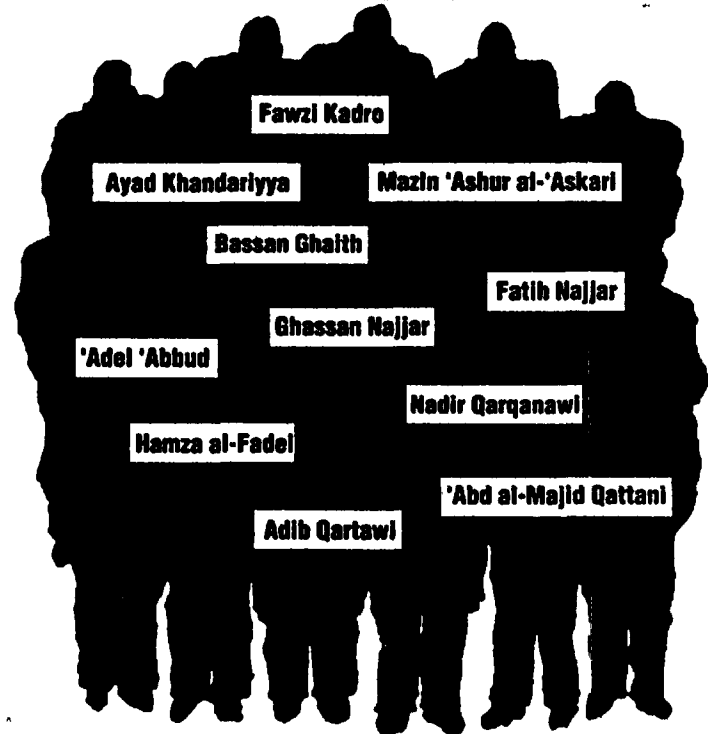 Fawzi Kadro
Ayad Khandariyya
Mazin 'Ashur al-'Askari
Bassan Ghaith
Fatih Najjar
Ghassan Najjar
'Adel 'Abbud
Nadir Qarqanawi
Hamza al-Fadel
'Abd al-Majid Qattani
Adib Qartawi